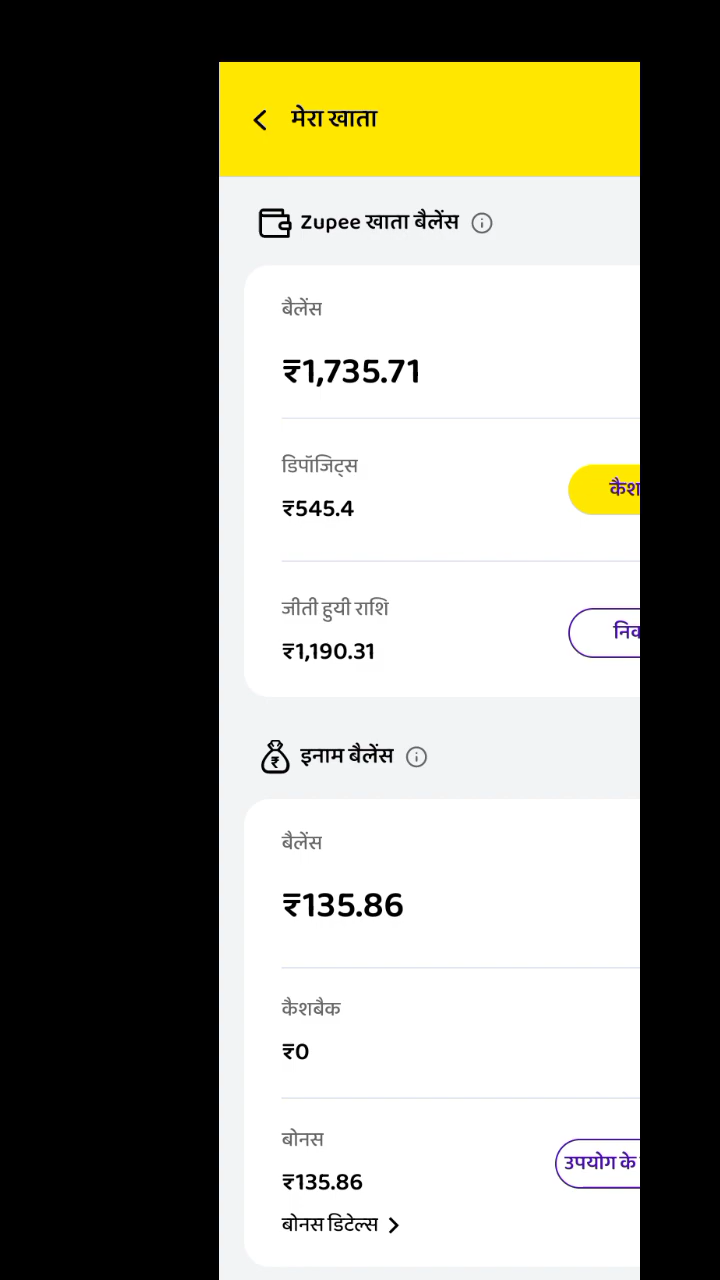 मेरा खाता
Zupee खाता बैलेंस
बैलेंस
₹1,735.71
डिपॉजिट्स
₹545.4
कैश
जीती हुयी राशि
₹1,190.31
इनाम बैलेंस
बैलेंस
₹135.86
कैशबैक
₹0
बोनस
₹135.86
उपयोग के
बोनस डिटेल्स